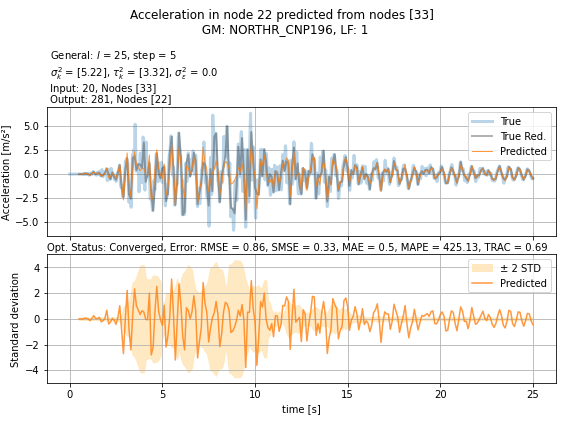 Acceleration in node 22 predicted from nodes [33]
GM: NORTHR_CNP196, LF: 1
General: l = 25, step = 5
σ²ₖ = [5.22], τ²ₖ = [3.32], σ²ε = 0.0
Input: 20, Nodes [33]
Output: 281, Nodes [22]
Acceleration [m/s²]
5.0
2.5
0.0
−2.5
−5.0
True
True Red.
Predicted
Opt. Status: Converged, Error: RMSE = 0.86, SMSE = 0.33, MAE = 0.5, MAPE = 425.13, TRAC = 0.69
Standard deviation
4
2
0
−2
−4
± 2 STD
Predicted
0 5 10 15 20 25
time [s]